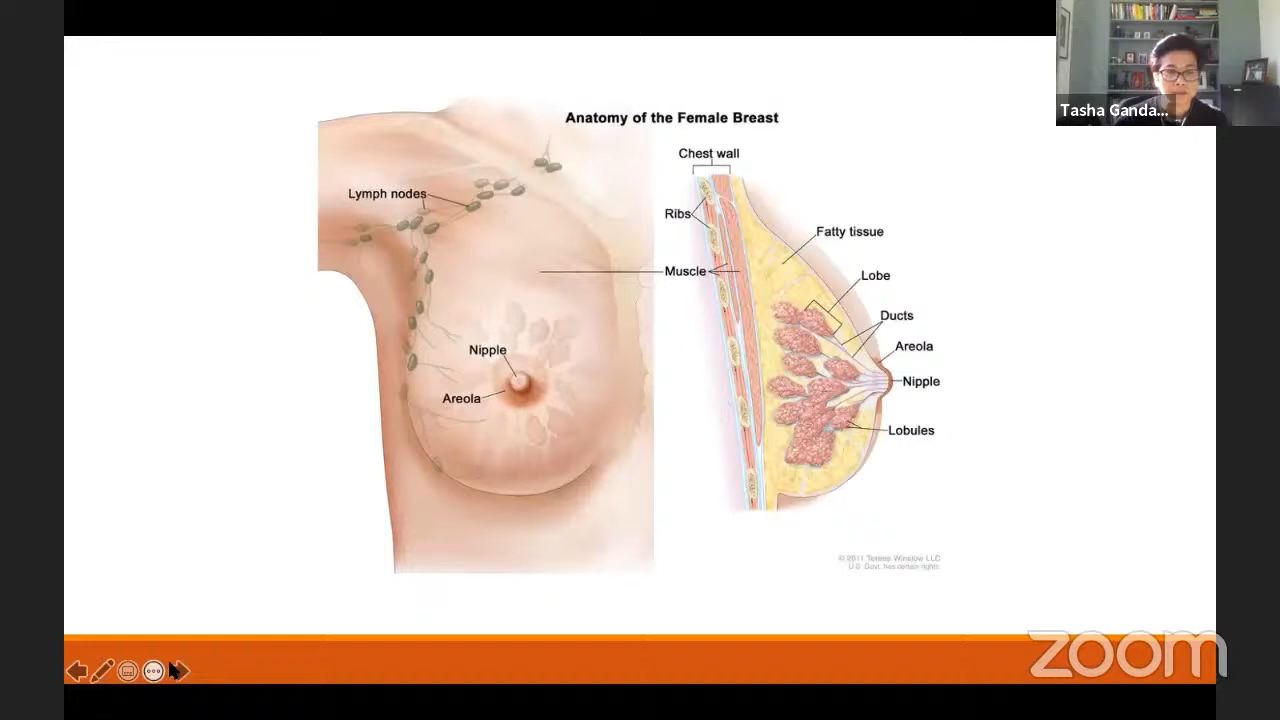 Tasha Ganda...
Anatomy of the Female Breast
Chest wall
Lymph nodes
Ribs
Fatty tissue
Muscle
Lobe
Ducts
Nipple
Areola
Areola
Nipple
Lobules
© 2011 Terese Winslow LLC
U.S. Govt. has certain rights
zoom